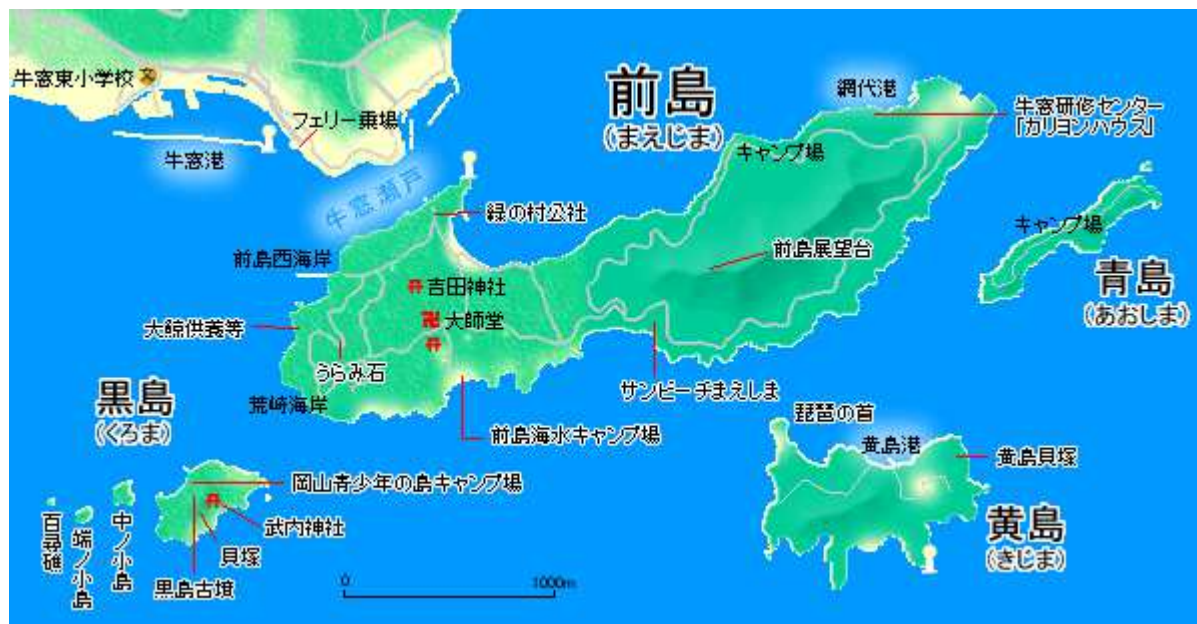 牛窓東小学校
フェリー乗場
牛窓港
牛窓瀬戸
前島
(まえじま)
網代港
牛窓研修センター
「カリヨンハウス」
キャンプ場
緑の村公社
前島西海岸
吉田神社
前島展望台
キャンプ場
青島
(あおしま)
大師堂
大鯨供養等
うらみ石
荒崎海岸
サンビーチまえしま
前島海水キャンプ場
黒島
(くろま)
琵琶の首
黄島港
黄島貝塚
黄島
(きじま)
岡山青少年の島キャンプ場
武内神社
貝塚
黒島古墳
中ノ小島
端ノ小島
百尋礁
0
1000m